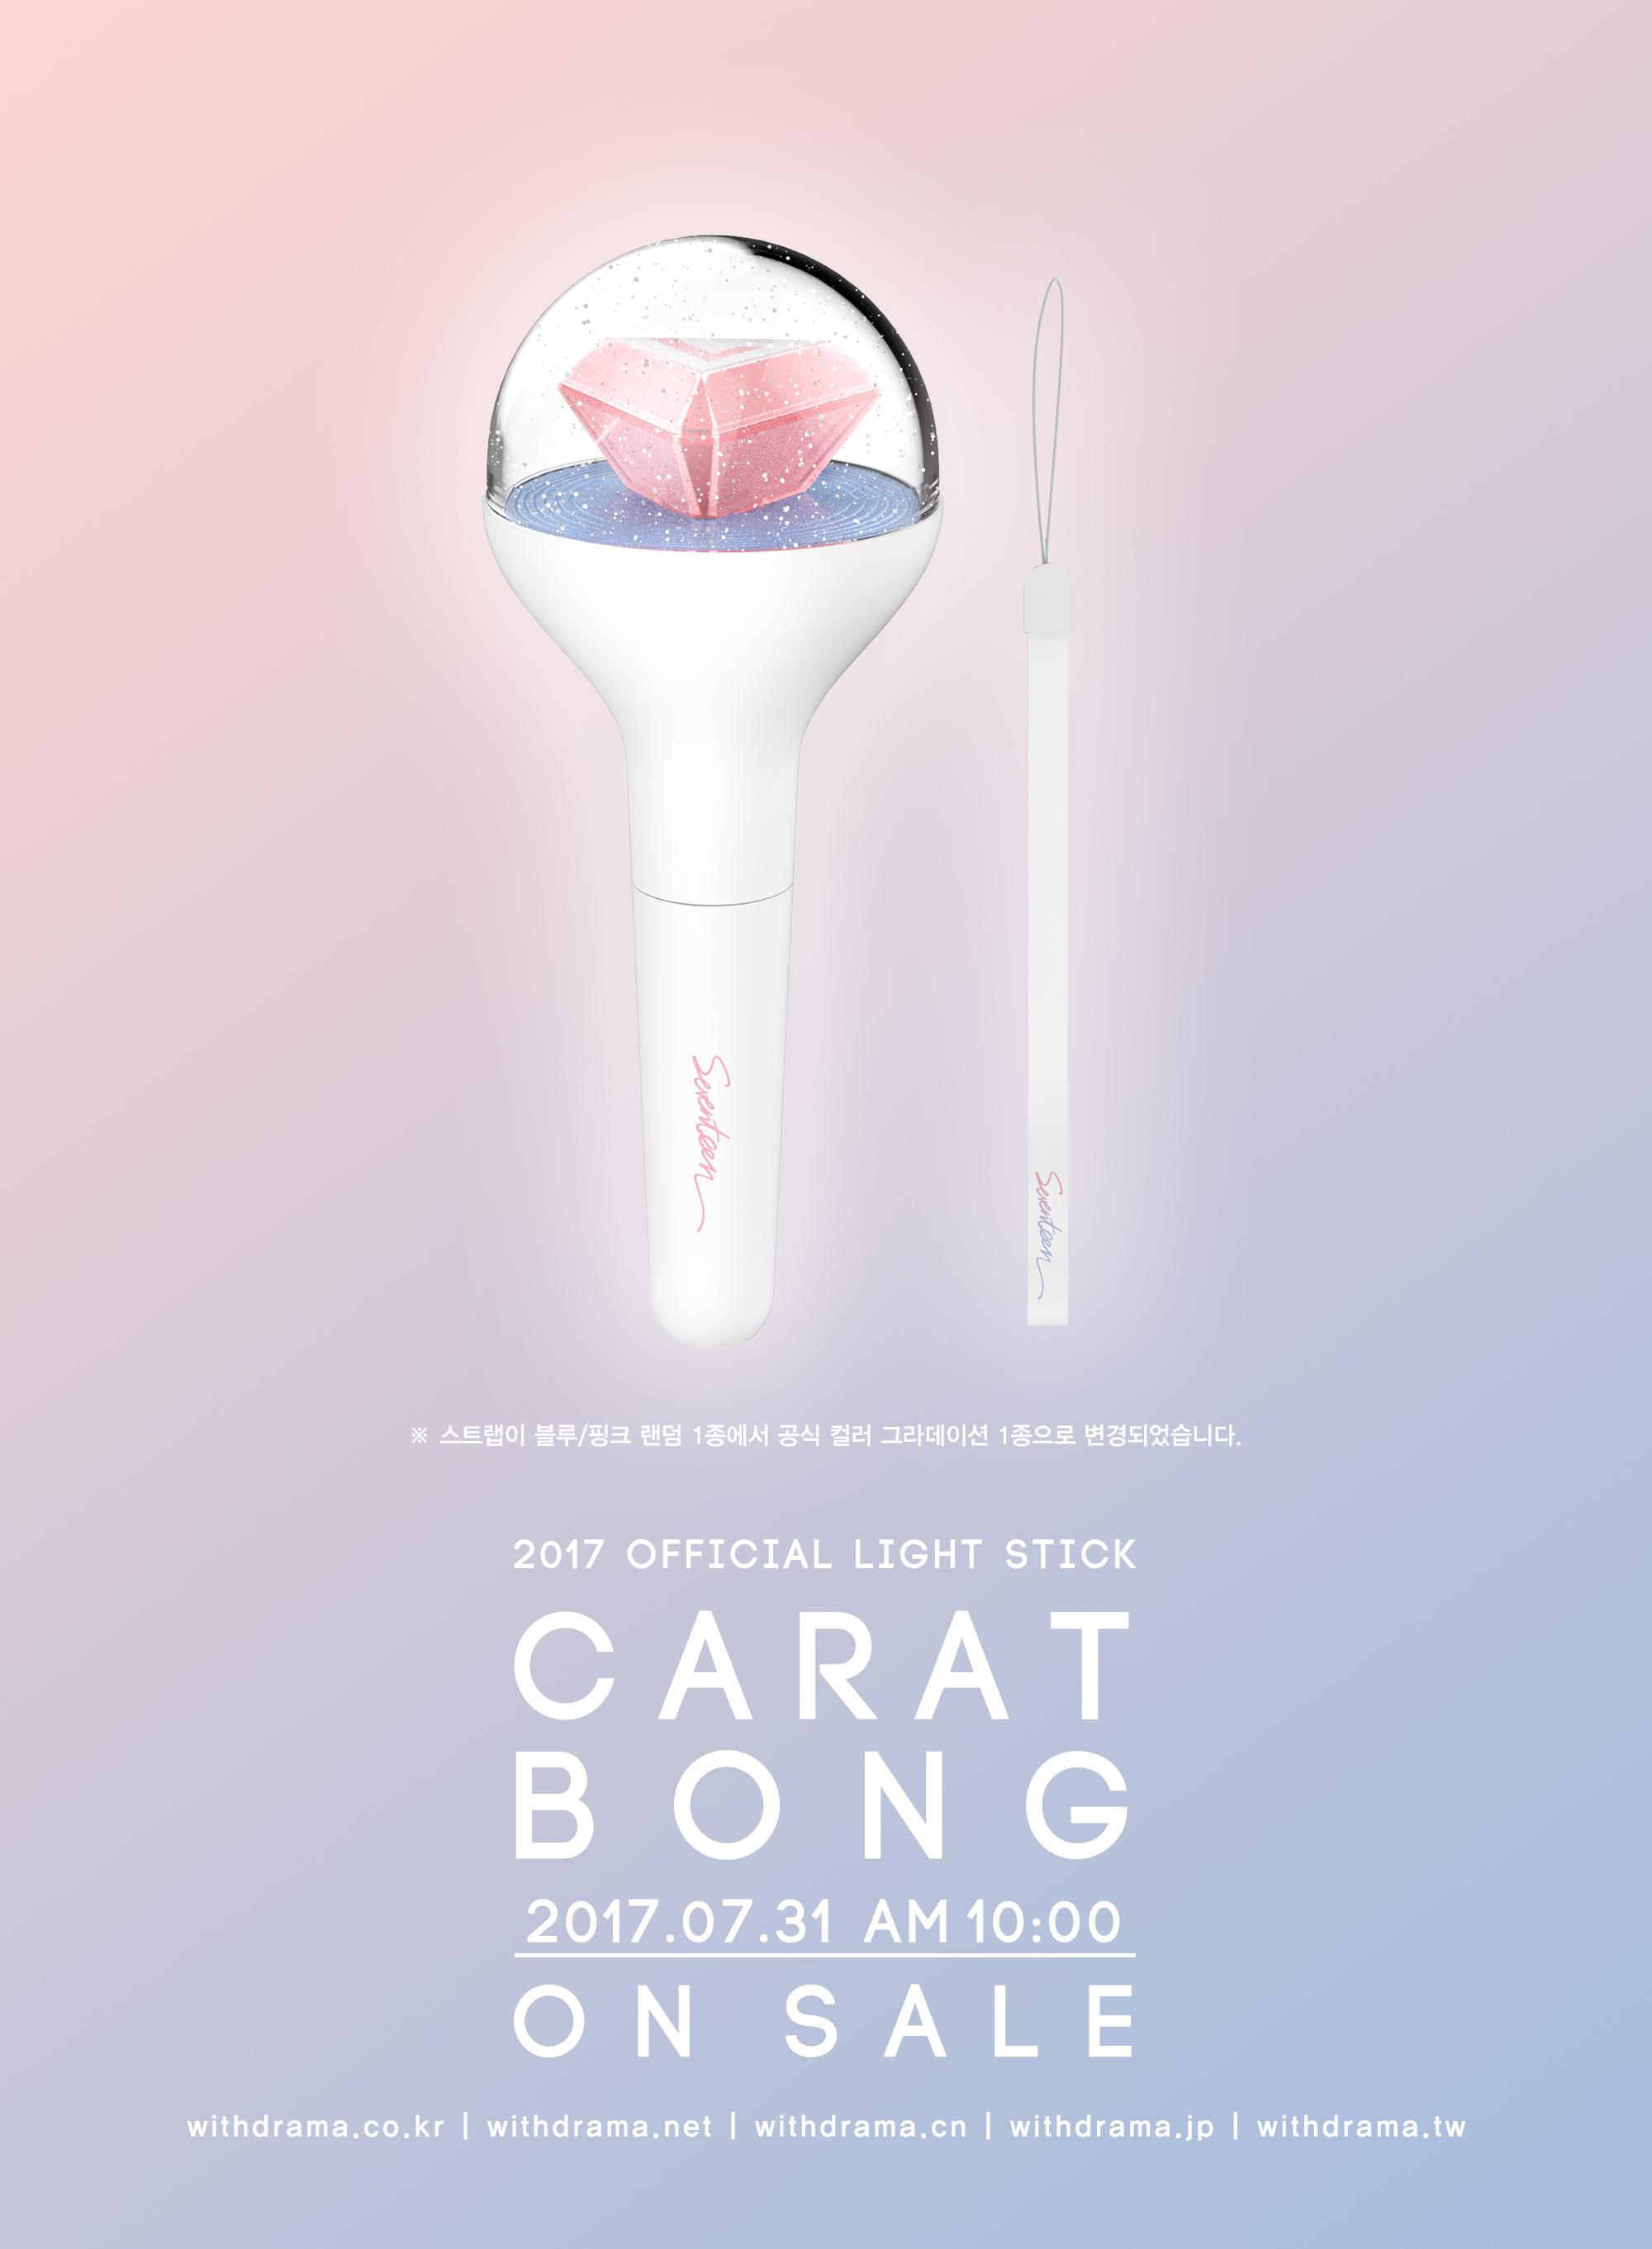 Seventeen
Seventeen
※ 스트랩이 블루/핑크 랜덤 1종에서 공식 컬러 그라데이션 1종으로 변경되었습니다.
2017 OFFICIAL LIGHT STICK
CARAT
BONG
2017.07.31 AM 10:00
ON SALE
withdrama.co.kr | withdrama.net | withdrama.cn | withdrama.jp | withdrama.tw